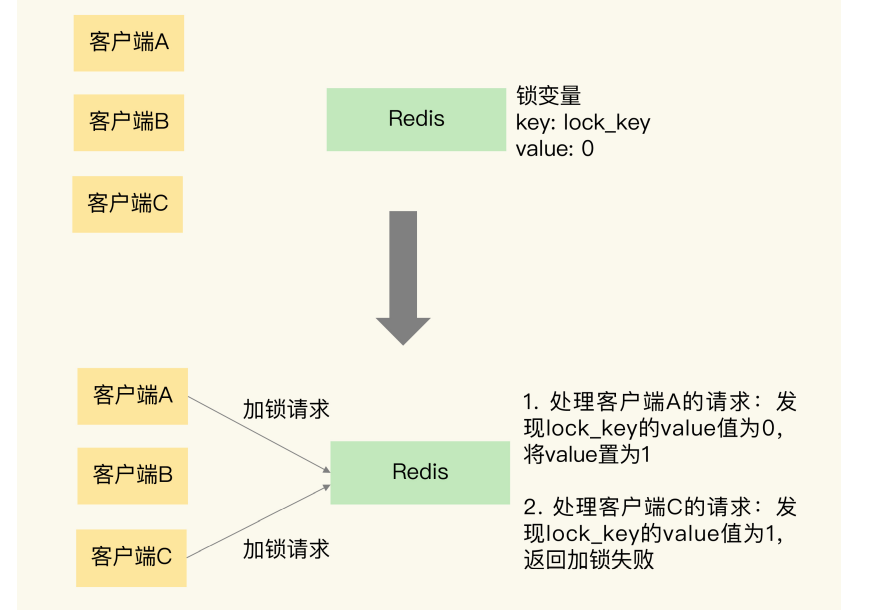 客户端A
客户端B
客户端C
Redis
锁变量
key: lock_key
value: 0
客户端A
客户端B
客户端C
加锁请求
加锁请求
Redis
1. 处理客户端A的请求：发
现lock_key的value值为0，
将value置为1
2. 处理客户端C的请求：发
现lock_key的value值为1，
返回加锁失败